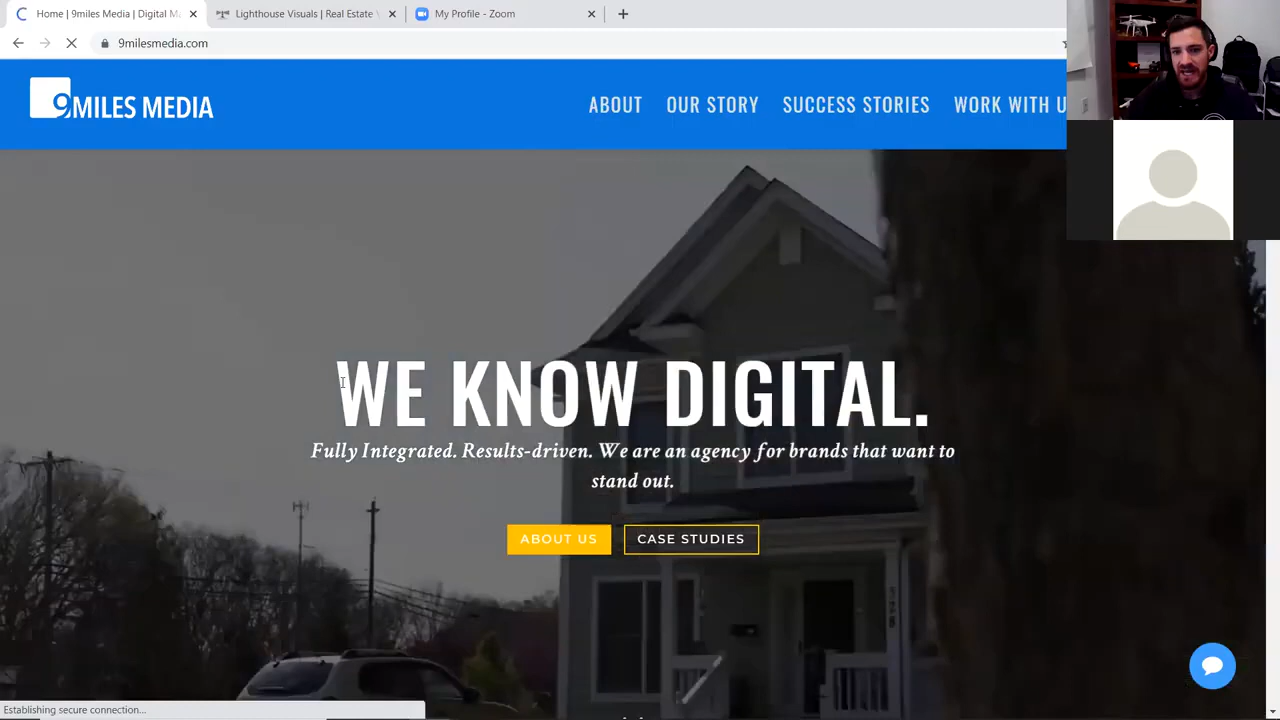 Home | 9miles Media | Digital Ma
Lighthouse Visuals | Real Estate V
My Profile - Zoom
9milesmedia.com
9MILES MEDIA
ABOUT
OUR STORY
SUCCESS STORIES
WORK WITH U
WE KNOW DIGITAL.
Fully Integrated. Results-driven. We are an agency for brands that want to
stand out.
ABOUT US
CASE STUDIES
Establishing secure connection...